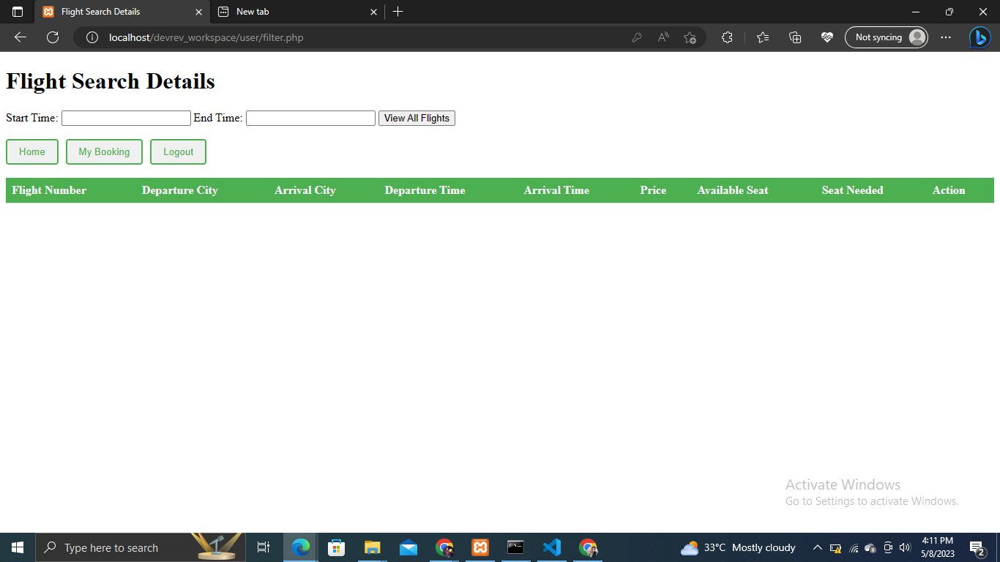 Flight Search Details
New tab
localhost/devrev_workspace/user/filter.php
Not syncing
Flight Search Details
Start Time: End Time: View All Flights
Home My Booking Logout
Flight Number Departure City Arrival City Departure Time Arrival Time Price Available Seat Seat Needed Action
Activate Windows
Go to Settings to activate Windows.
Type here to search
33°C Mostly cloudy
4:11 PM
5/8/2023
2